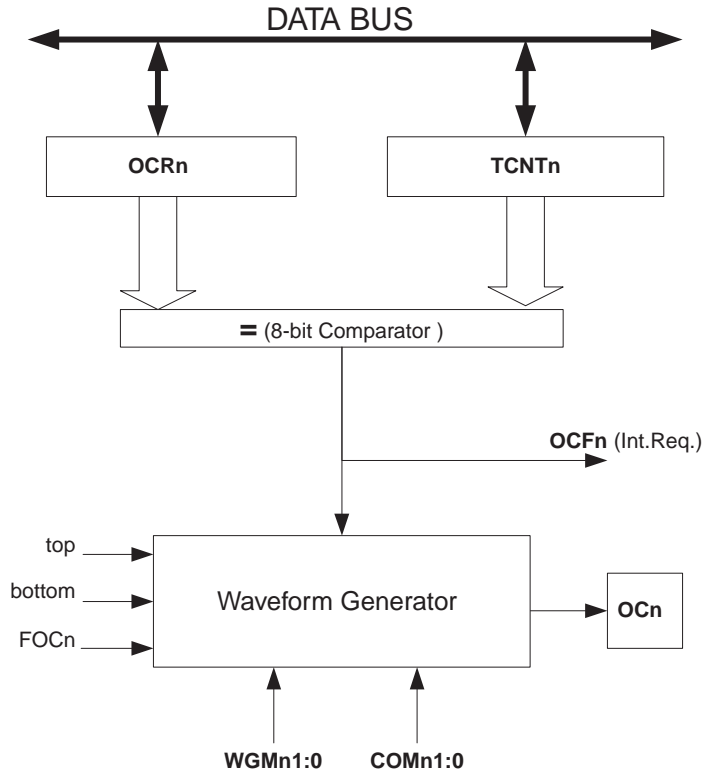 DATA BUS
OCRn
TCNTn
= (8-bit Comparator )
OCFn (Int.Req.)
top
bottom
FOCn
Waveform Generator
OCn
WGMn1:0
COMn1:0